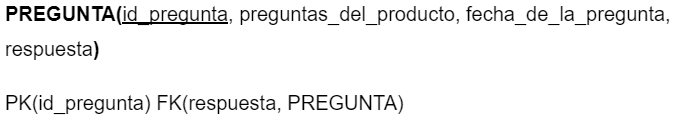 PREGUNTA(id_pregunta, preguntas_del_producto, fecha_de_la_pregunta,
respuesta)
PK(id_pregunta) FK(respuesta, PREGUNTA)